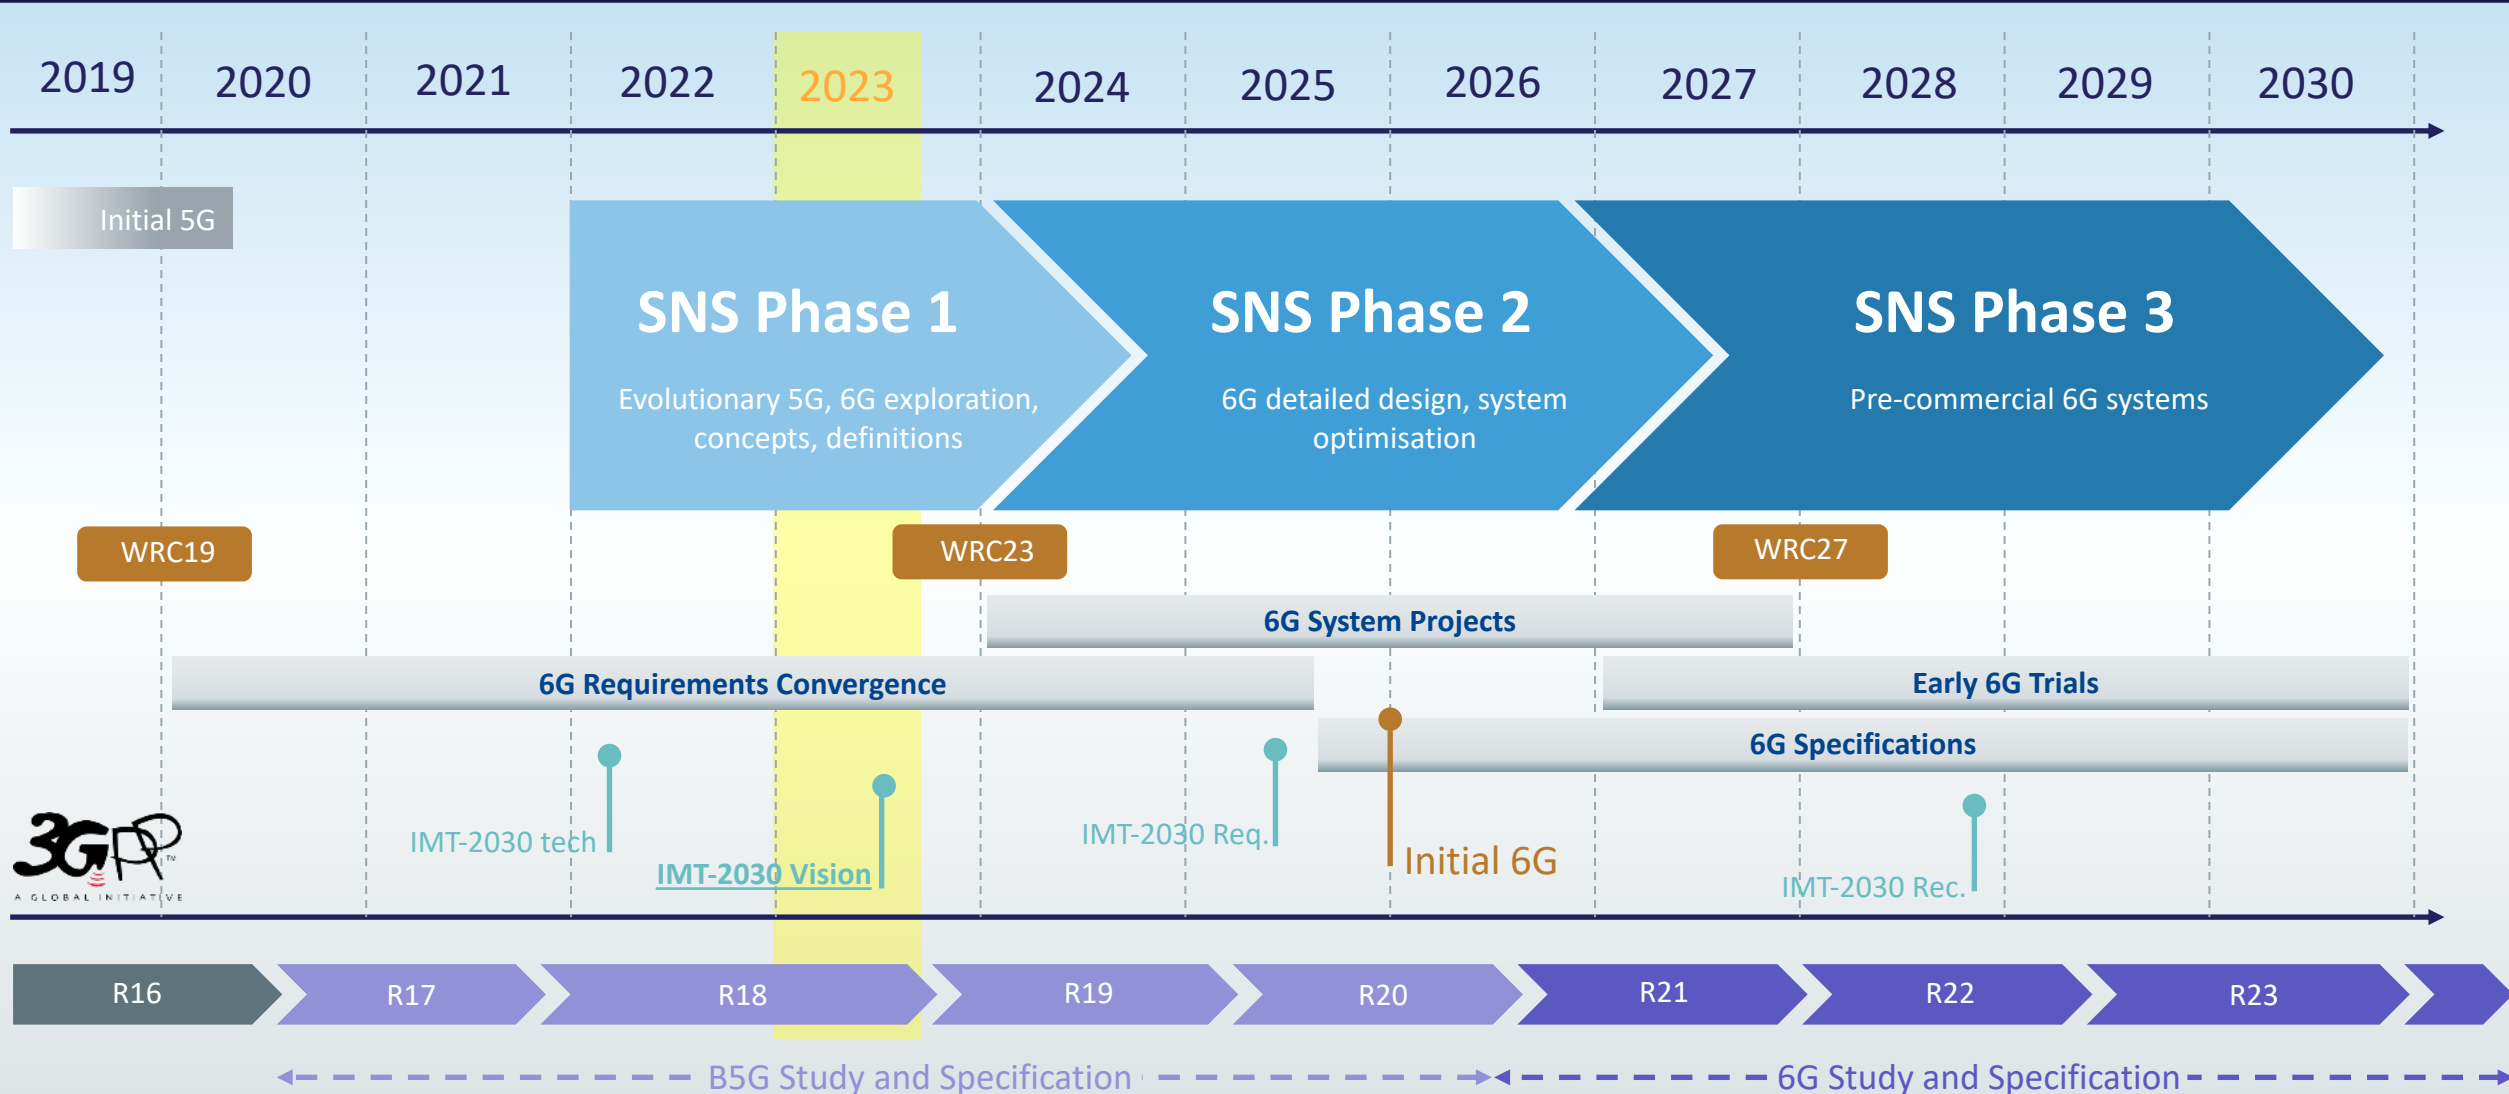 2019 2020 2021 2022 2023 2024 2025 2026 2027 2028 2029 2030
Initial 5G
SNS Phase 1
Evolutionary 5G, 6G exploration,
concepts, definitions
SNS Phase 2
6G detailed design, system
optimisation
SNS Phase 3
Pre-commercial 6G systems
WRC19
WRC23
WRC27
6G System Projects
6G Requirements Convergence
Early 6G Trials
6G Specifications
IMT-2030 tech
IMT-2030 Vision
IMT-2030 Req.
Initial 6G
IMT-2030 Rec.
3GPP™
A GLOBAL INITIATIVE
R16 R17 R18 R19 R20 R21 R22 R23
B5G Study and Specification
6G Study and Specification